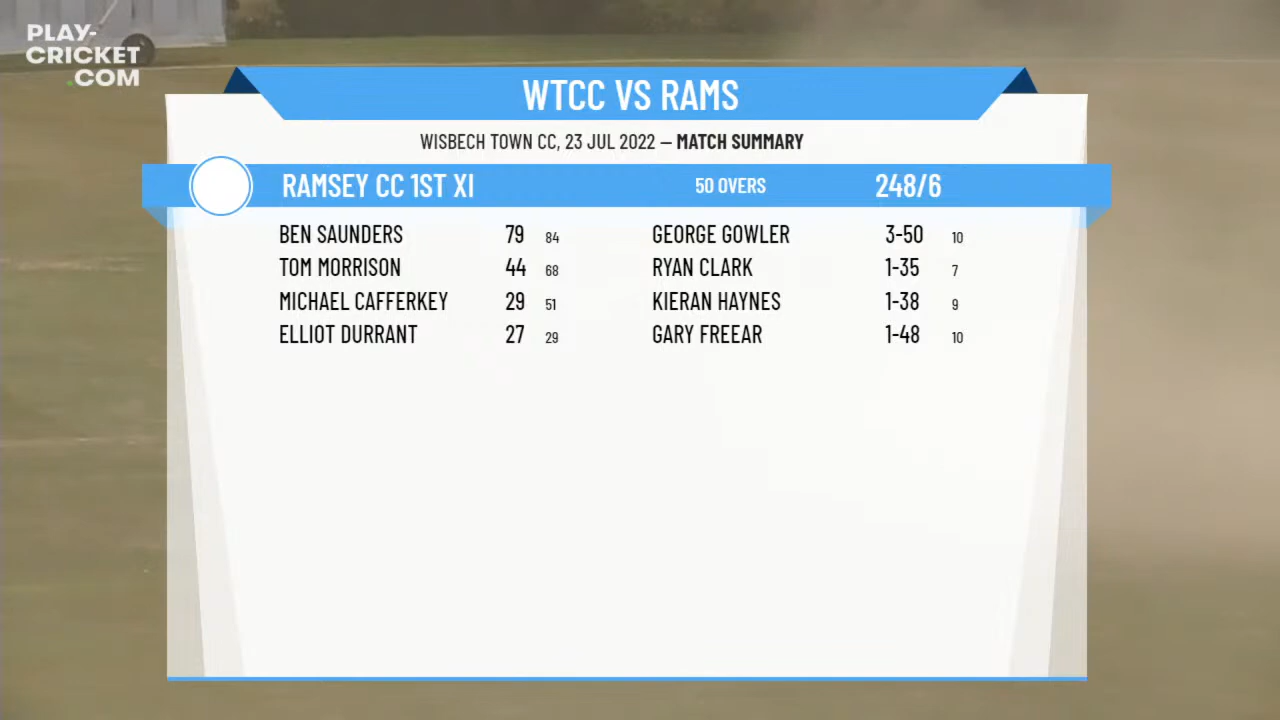 PLAY-
CRICKET
.COM
WTCC VS RAMS
WISBECH TOWN CC, 23 JUL 2022 – MATCH SUMMARY
RAMSEY CC 1ST XI 50 OVERS 248/6
BEN SAUNDERS 79 84 GEORGE GOWLER 3-50 10
TOM MORRISON 44 68 RYAN CLARK 1-35 7
MICHAEL CAFFERKEY 29 51 KIERAN HAYNES 1-38 9
ELLIOT DURRANT 27 29 GARY FREEAR 1-48 10